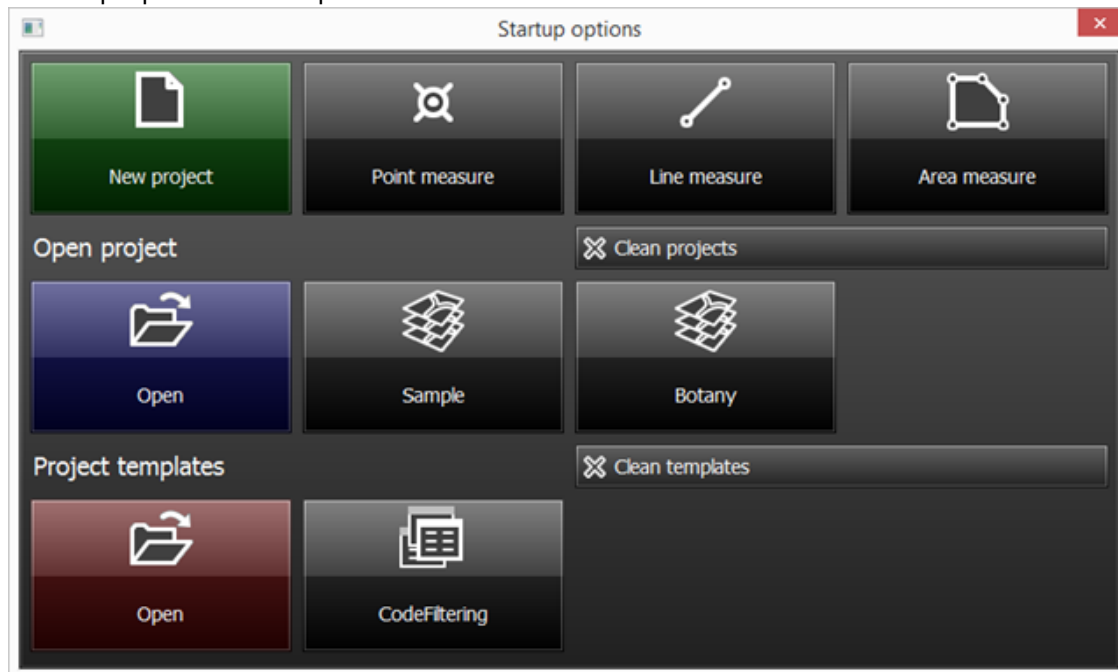 Startup options
New project
Point measure
Line measure
Area measure
Open project
Clean projects
Open
Sample
Botany
Project templates
Clean templates
Open
CodeFiltering